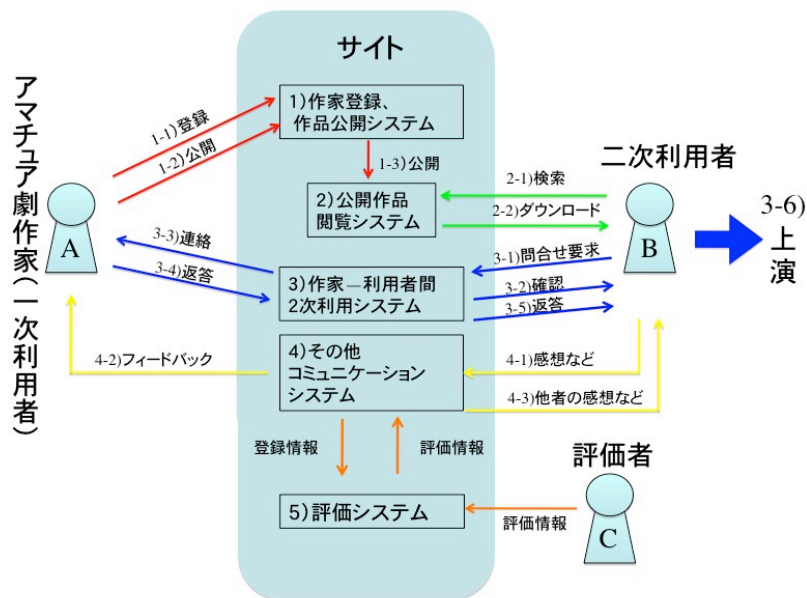 サイト
アマチュア劇作家(一次利用者)
1)作家登録、
作品公開システム
1-1)登録
1-2)公開
1-3)公開
二次利用者
2-1)検索
2)公開作品
閲覧システム
2-2)ダウンロード
3-6)
上
演
A
B
3-3)連絡
3-1)問合せ要求
3-4)返答
3)作家―利用者間
2次利用システム
3-2)確認
3-5)返答
4)その他
コミュニケーション
システム
4-2)フィードバック
4-1)感想など
4-3)他者の感想など
登録情報
評価情報
評価者
5)評価システム
評価情報
C